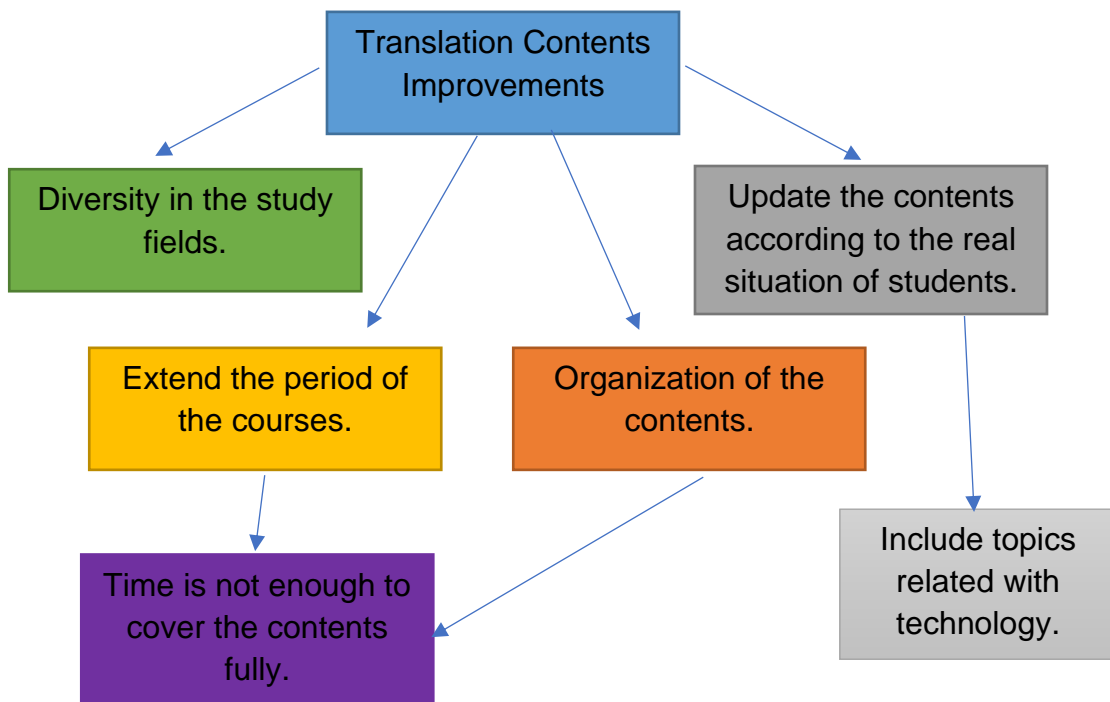 Translation Contents
Improvements
Diversity in the study
fields.
Update the contents
according to the real
situation of students.
Extend the period of
the courses.
Organization of the
contents.
Time is not enough to
cover the contents
fully.
Include topics
related with
technology.